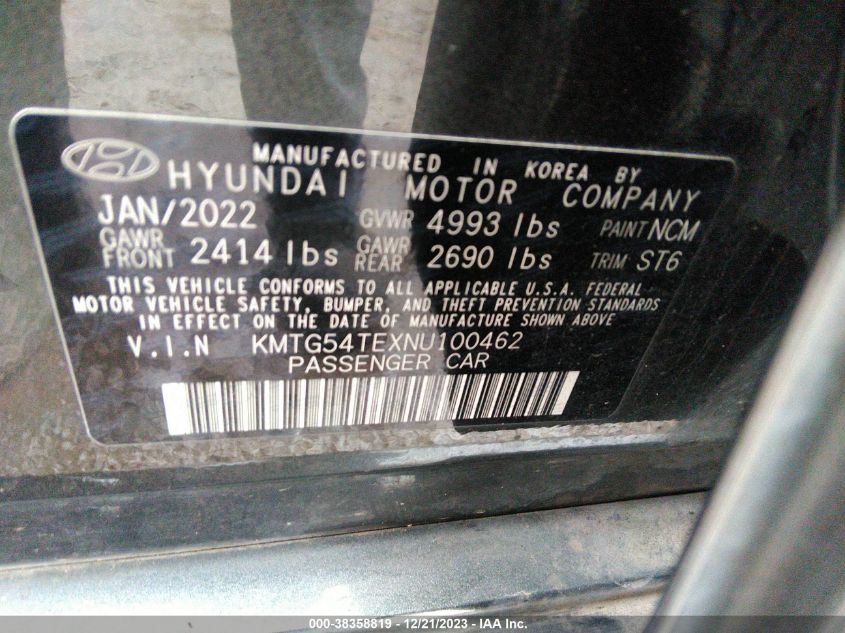 MANUFACTURED IN KOREA BY
HYUNDAI MOTOR COMPANY
JAN/2022 GVWR 4993 lbs PAINT NCM
GAWR FRONT 2414 lbs GAWR REAR 2690 lbs TRIM ST6
THIS VEHICLE CONFORMS TO ALL APPLICABLE U.S.A. FEDERAL
MOTOR VEHICLE SAFETY, BUMPER, AND THEFT PREVENTION STANDARDS
IN EFFECT ON THE DATE OF MANUFACTURE SHOWN ABOVE
V.I.N KMTG54TEXNU100462
PASSENGER CAR
000-38358819 - 12/21/2023 - IAA Inc.